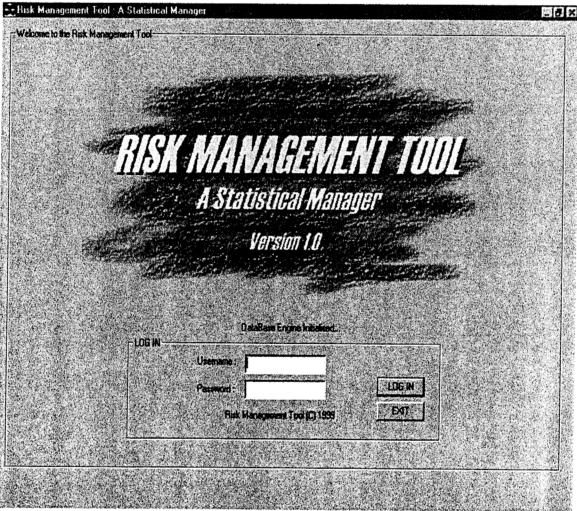 Risk Management Tool : A Statistical Manager
Welcome to the Risk Management Tool
RISK MANAGEMENT TOOL
A Statistical Manager
Version 1.0
DataBase Engine Initialised...
LOG IN
Username :
Password :
LOG IN
Risk Management Tool (C) 1999
EXIT